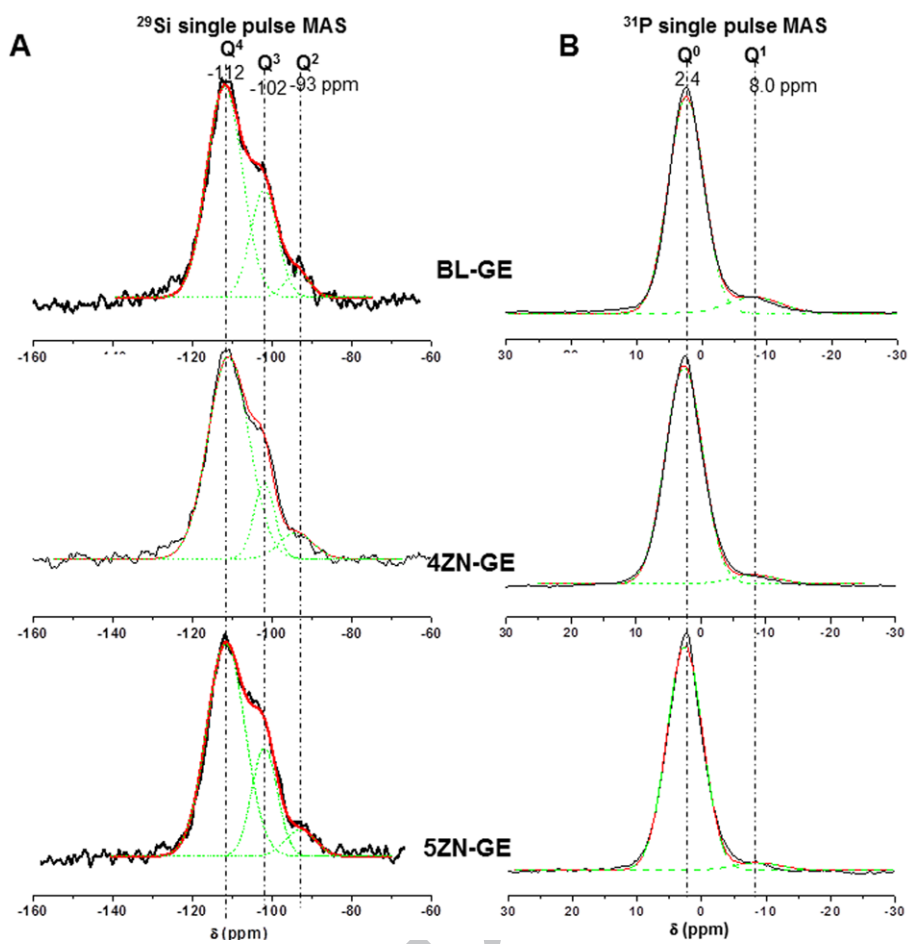 A
²⁹Si single pulse MAS
Q⁴
-112
Q³
-102
Q²
-93 ppm
BL-GE
-160 -140 -120 -100 -80 -60
4ZN-GE
-160 -140 -120 -100 -80 -60
5ZN-GE
-160 -140 -120 -100 -80 -60
δ (ppm)
B
³¹P single pulse MAS
Q⁰
2.4
Q¹
8.0 ppm
30 20 10 0 -10 -20 -30
30 20 10 0 -10 -20 -30
30 20 10 0 -10 -20 -30
δ (ppm)